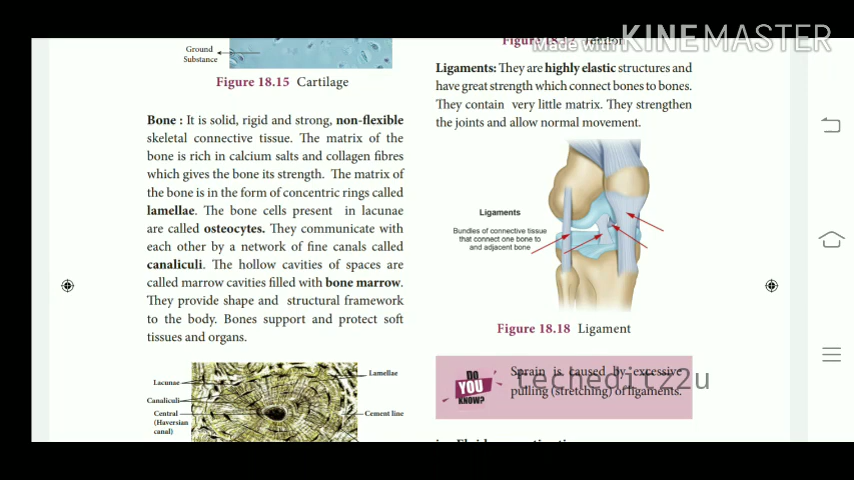 Ground
Substance
Figure 18.15 Cartilage
Bone : It is solid, rigid and strong, non-flexible
skeletal connective tissue. The matrix of the
bone is rich in calcium salts and collagen fibres
which gives the bone its strength. The matrix of
the bone is in the form of concentric rings called
lamellae. The bone cells present in lacunae
are called osteocytes. They communicate with
each other by a network of fine canals called
canaliculi. The hollow cavities of spaces are
called marrow cavities filled with bone marrow.
They provide shape and structural framework
to the body. Bones support and protect soft
tissues and organs.
Lacunae
Canaliculi
Central
(Haversian
canal)
Lamellae
Cement line
Made with KINEMASTER
Ligaments: They are highly elastic structures and
have great strength which connect bones to bones.
They contain very little matrix. They strengthen
the joints and allow normal movement.
Ligaments
Bundles of connective tissue
that connect one bone to
and adjacent bone
Figure 18.18 Ligament
DO
YOU
KNOW?
Sprain is caused by excessive
pulling (stretching) of ligaments.
techeditz2u